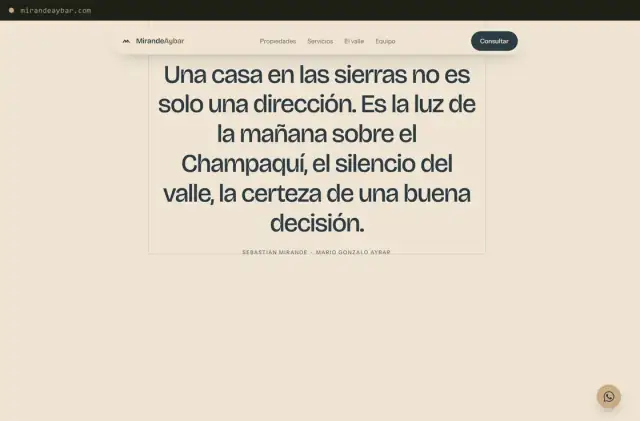 mirandeaybar.com
MirandeAybar
Propiedades Servicios El valle Equipo
Consultar
Una casa en las sierras no es
solo una dirección. Es la luz de
la mañana sobre el
Champaquí, el silencio del
valle, la certeza de una buena
decisión.
SEBASTIÁN MIRANDE · MARIO GONZALO AYBAR